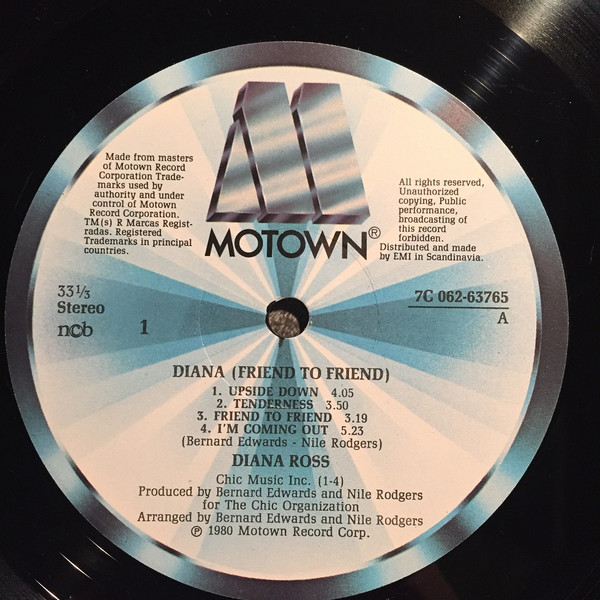 Made from masters
of Motown Record
Corporation Trade-
marks used by
authority and under
control of Motown
Record Corporation.
TM(s) R Marcas Regist-
radas. Registered
Trademarks in principal
countries.
MOTOWN®
All rights reserved,
Unauthorized
copying, Public
performance,
broadcasting of
this record
forbidden.
Distributed and made
by EMI in Scandinavia.
33⅓
Stereo
ncb
1
7C 062-63765
A
DIANA (FRIEND TO FRIEND)
1. UPSIDE DOWN 4.05
2. TENDERNESS 3.50
3. FRIEND TO FRIEND 3.19
4. I'M COMING OUT 5.23
(Bernard Edwards - Nile Rodgers)
DIANA ROSS
Chic Music Inc. (1-4)
Produced by Bernard Edwards and Nile Rodgers
for The Chic Organization
Arranged by Bernard Edwards and Nile Rodgers
℗ 1980 Motown Record Corp.